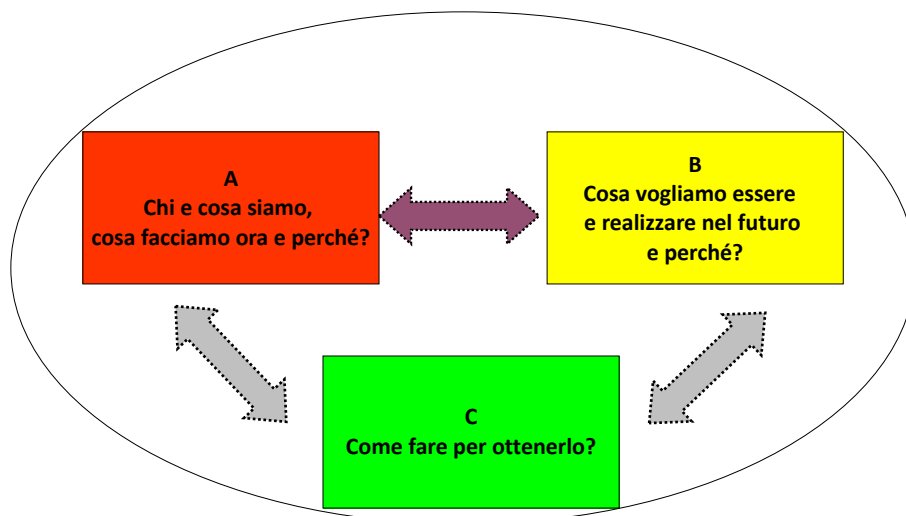 A
Chi e cosa siamo,
cosa facciamo ora e perché?
B
Cosa vogliamo essere
e realizzare nel futuro
e perché?
C
Come fare per ottenerlo?